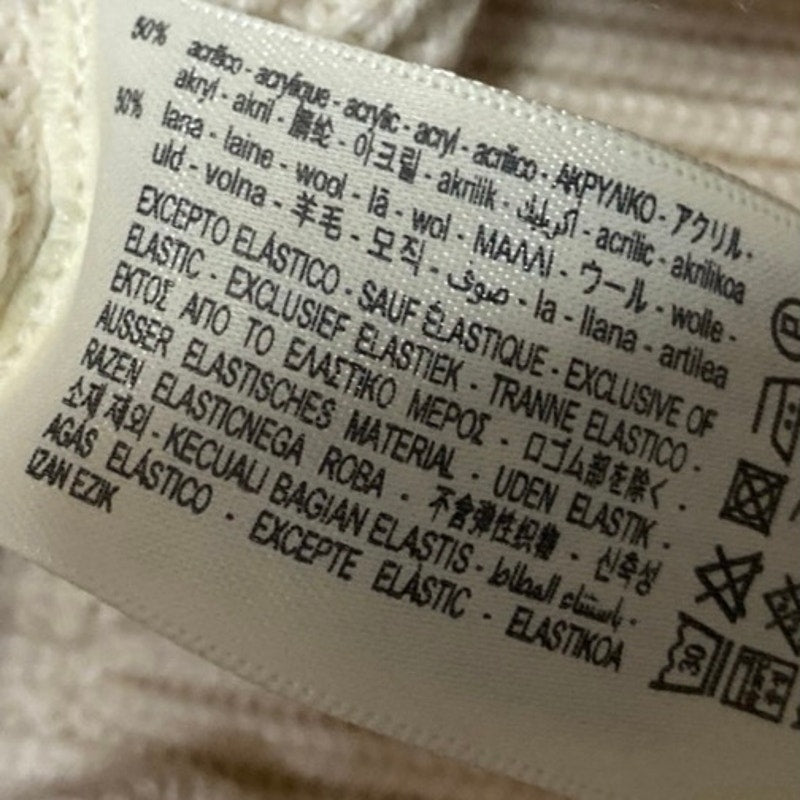 50% acrílico - acrylique - acrylic - acryl - acrilico - ΑΚΡΥΛΙΚΟ - アクリル -
akryl - akril - 腈纶 - 아크릴 - akrilik - أكريليك - acrílic - akrilikoa
50% lana - laine - wool - lã - wol - ΜΑΛΛΙ - ウール - wolle -
uld - volna - 羊毛 - 모직 - صوف - la - llana - artilea
EXCEPTO ELÁSTICO - SAUF ÉLASTIQUE - EXCLUSIVE OF
ELASTIC - EXCLUSIEF ELASTIEK - TRANNE ELASTICO -
ΕΚΤΟΣ ΑΠΟ ΤΟ ΕΛΑΣΤΙΚΟ ΜΕΡΟΣ - ロゴム部を除く -
AUSSER ELASTISCHES MATERIAL - UDEN ELASTIK -
RAZEN ELASTICNEGA ROBA - 不含弹性织物 - 신축성
소재 제외 - KECUALI BAGIAN ELASTIS - باستثناء المطاط -
AGÁS ELÁSTICO - EXCEPTE ELÀSTIC - ELASTIKOA
IZAN EZIK
P
30